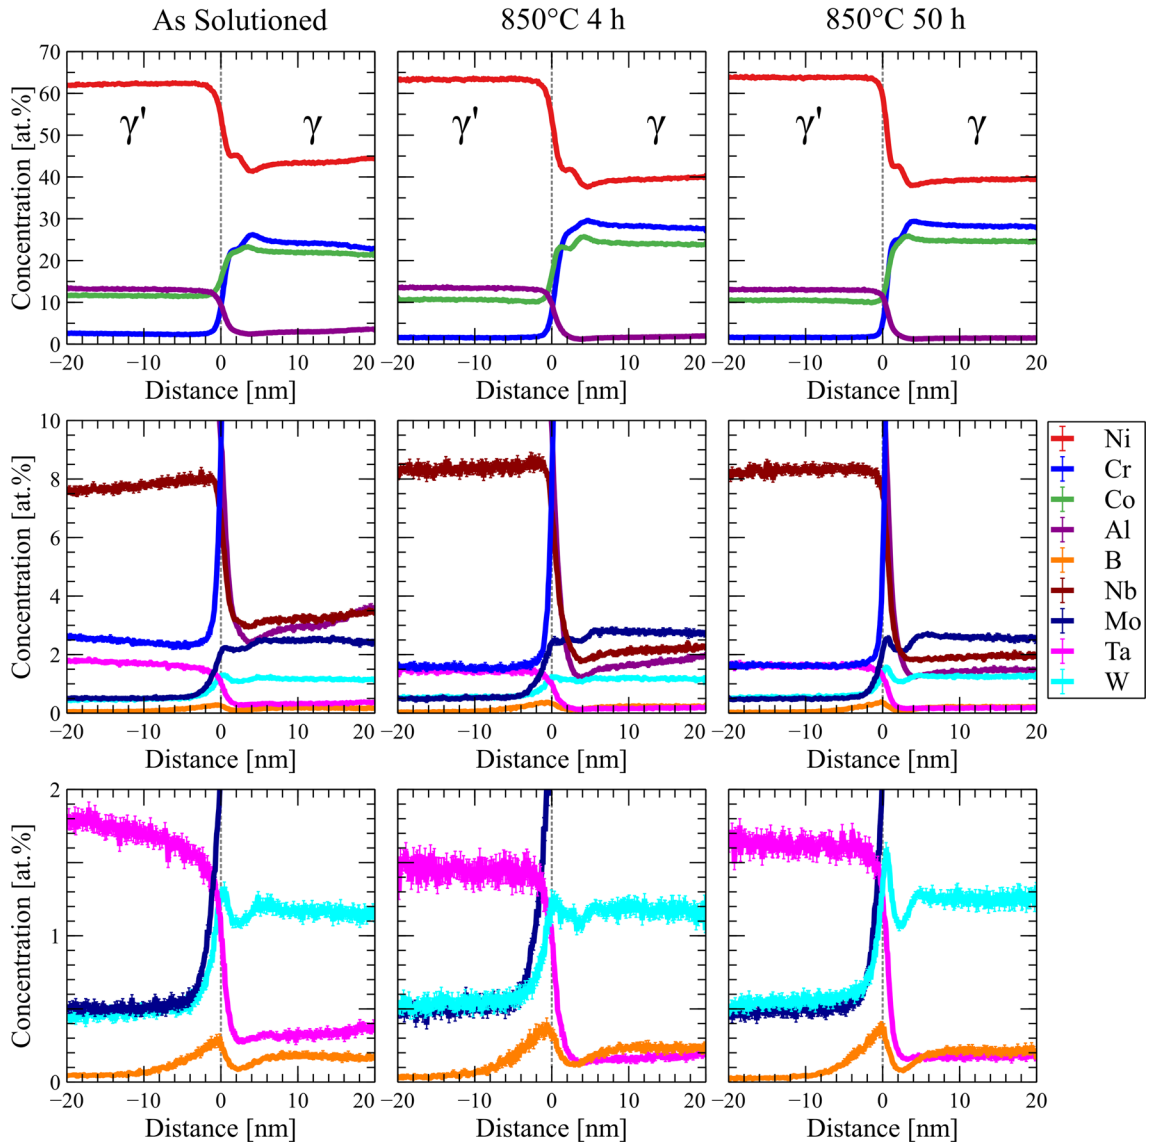 As Solutioned 850°C 4 h 850°C 50 h
Concentration [at.%]
70
60
50
40
30
20
10
0
γ' γ γ' γ γ' γ
−20 −10 0 10 20 −20 −10 0 10 20 −20 −10 0 10 20
Distance [nm] Distance [nm] Distance [nm]
Concentration [at.%]
10
8
6
4
2
0
−20 −10 0 10 20 −20 −10 0 10 20 −20 −10 0 10 20
Distance [nm] Distance [nm] Distance [nm]
Ni
Cr
Co
Al
B
Nb
Mo
Ta
W
Concentration [at.%]
2
1
0
−20 −10 0 10 20 −20 −10 0 10 20 −20 −10 0 10 20
Distance [nm] Distance [nm] Distance [nm]